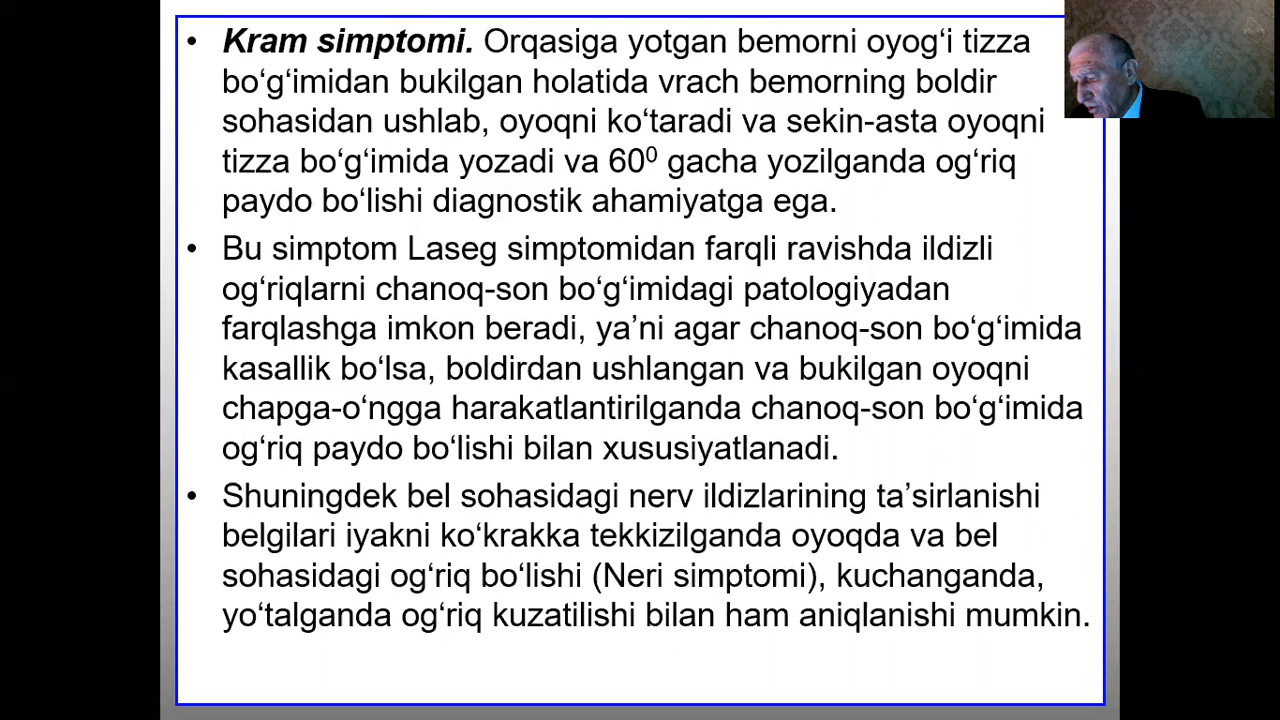 • Kram simptomi. Orqasiga yotgan bemorni oyog‘i tizza
bo‘g‘imidan bukilgan holatida vrach bemorning boldir
sohasidan ushlab, oyoqni ko‘taradi va sekin-asta oyoqni
tizza bo‘g‘imida yozadi va 60⁰ gacha yozilganda og‘riq
paydo bo‘lishi diagnostik ahamiyatga ega.
• Bu simptom Laseg simptomidan farqli ravishda ildizli
og‘riqlarni chanoq-son bo‘g‘imidagi patologiyadan
farqlashga imkon beradi, ya’ni agar chanoq-son bo‘g‘imida
kasallik bo‘lsa, boldirdan ushlangan va bukilgan oyoqni
chapga-o‘ngga harakatlantirilganda chanoq-son bo‘g‘imida
og‘riq paydo bo‘lishi bilan xususiyatlanadi.
• Shuningdek bel sohasidagi nerv ildizlarining ta’sirlanishi
belgilari iyakni ko‘krakka tekkizilganda oyoqda va bel
sohasidagi og‘riq bo‘lishi (Neri simptomi), kuchanganda,
yo‘talganda og‘riq kuzatilishi bilan ham aniqlanishi mumkin.